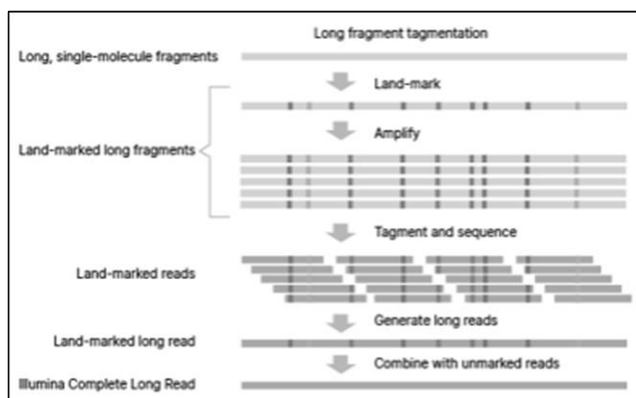 Long fragment tagmentation
Long, single-molecule fragments
Land-mark
Amplify
Land-marked long fragments
Tagment and sequence
Land-marked reads
Generate long reads
Land-marked long read
Combine with unmarked reads
Illumina Complete Long Read